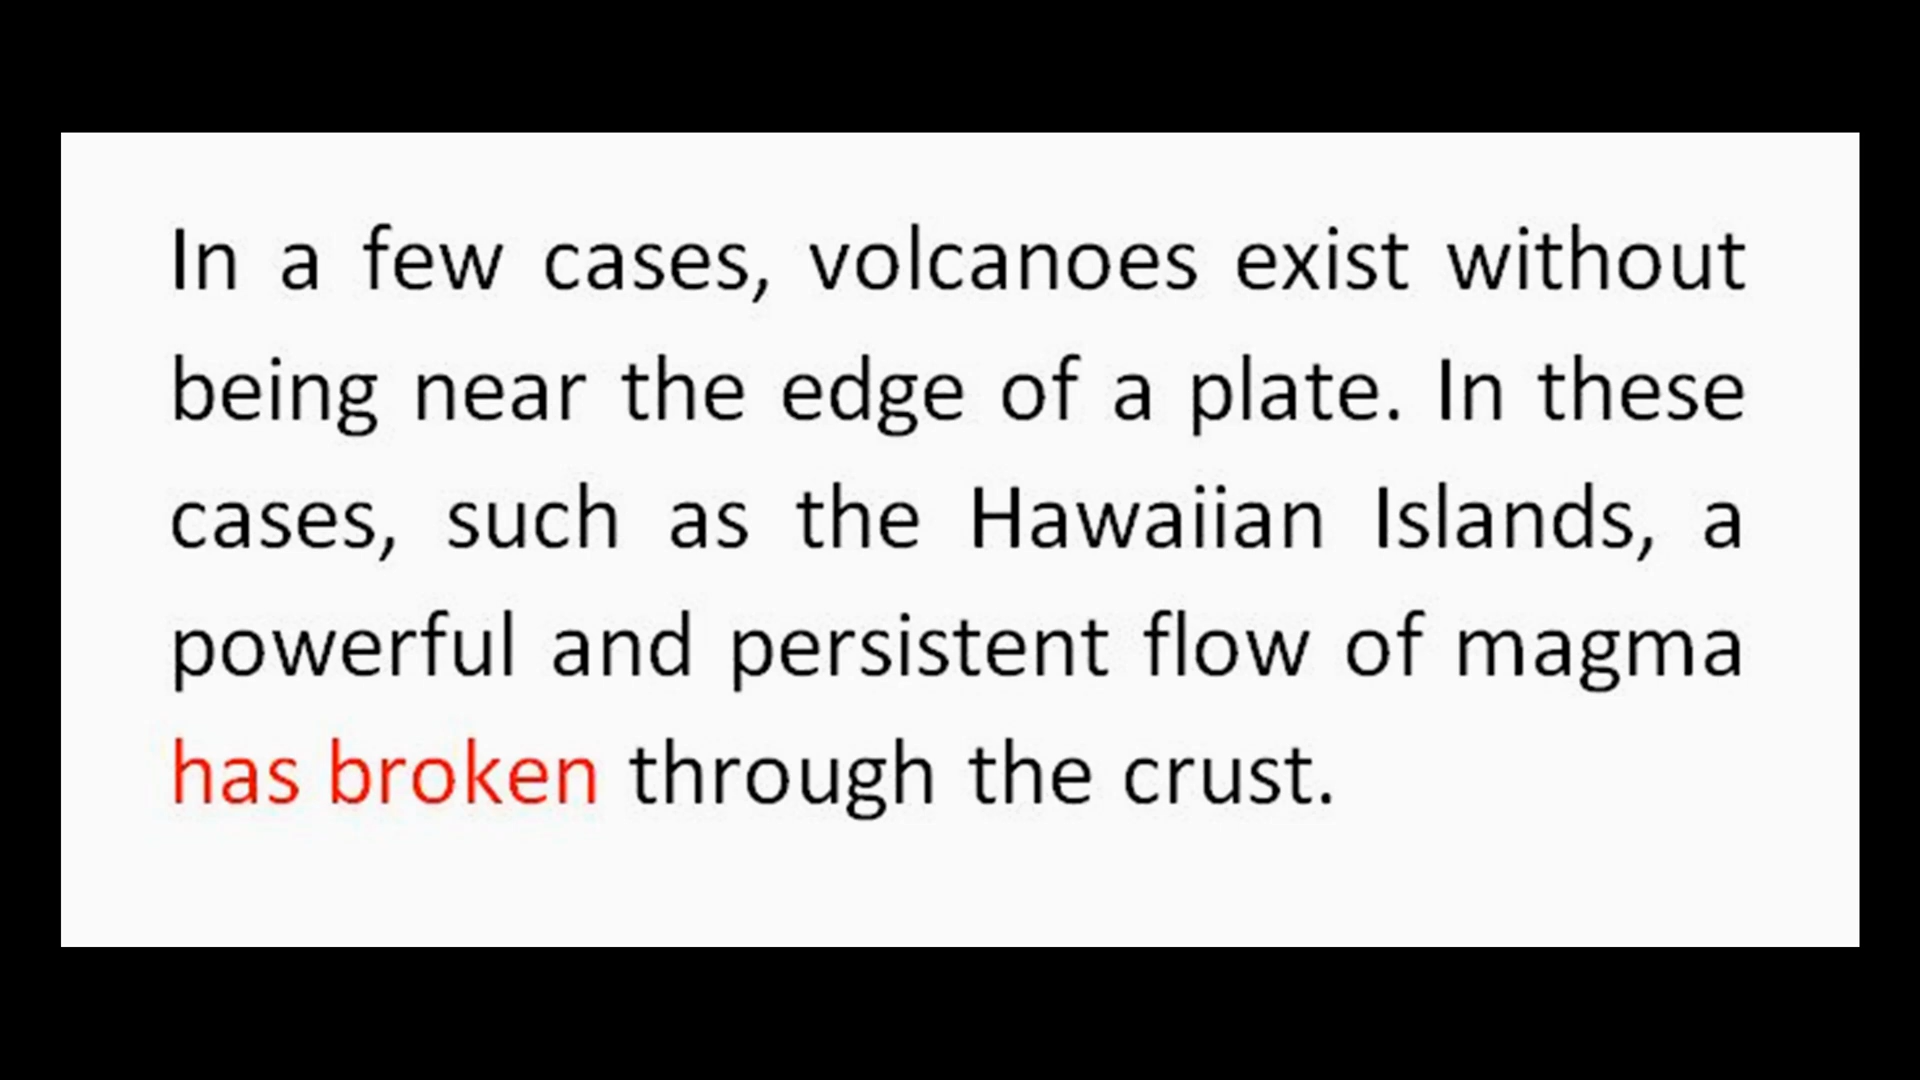 In a few cases, volcanoes exist without
being near the edge of a plate. In these
cases, such as the Hawaiian Islands, a
powerful and persistent flow of magma
has broken through the crust.